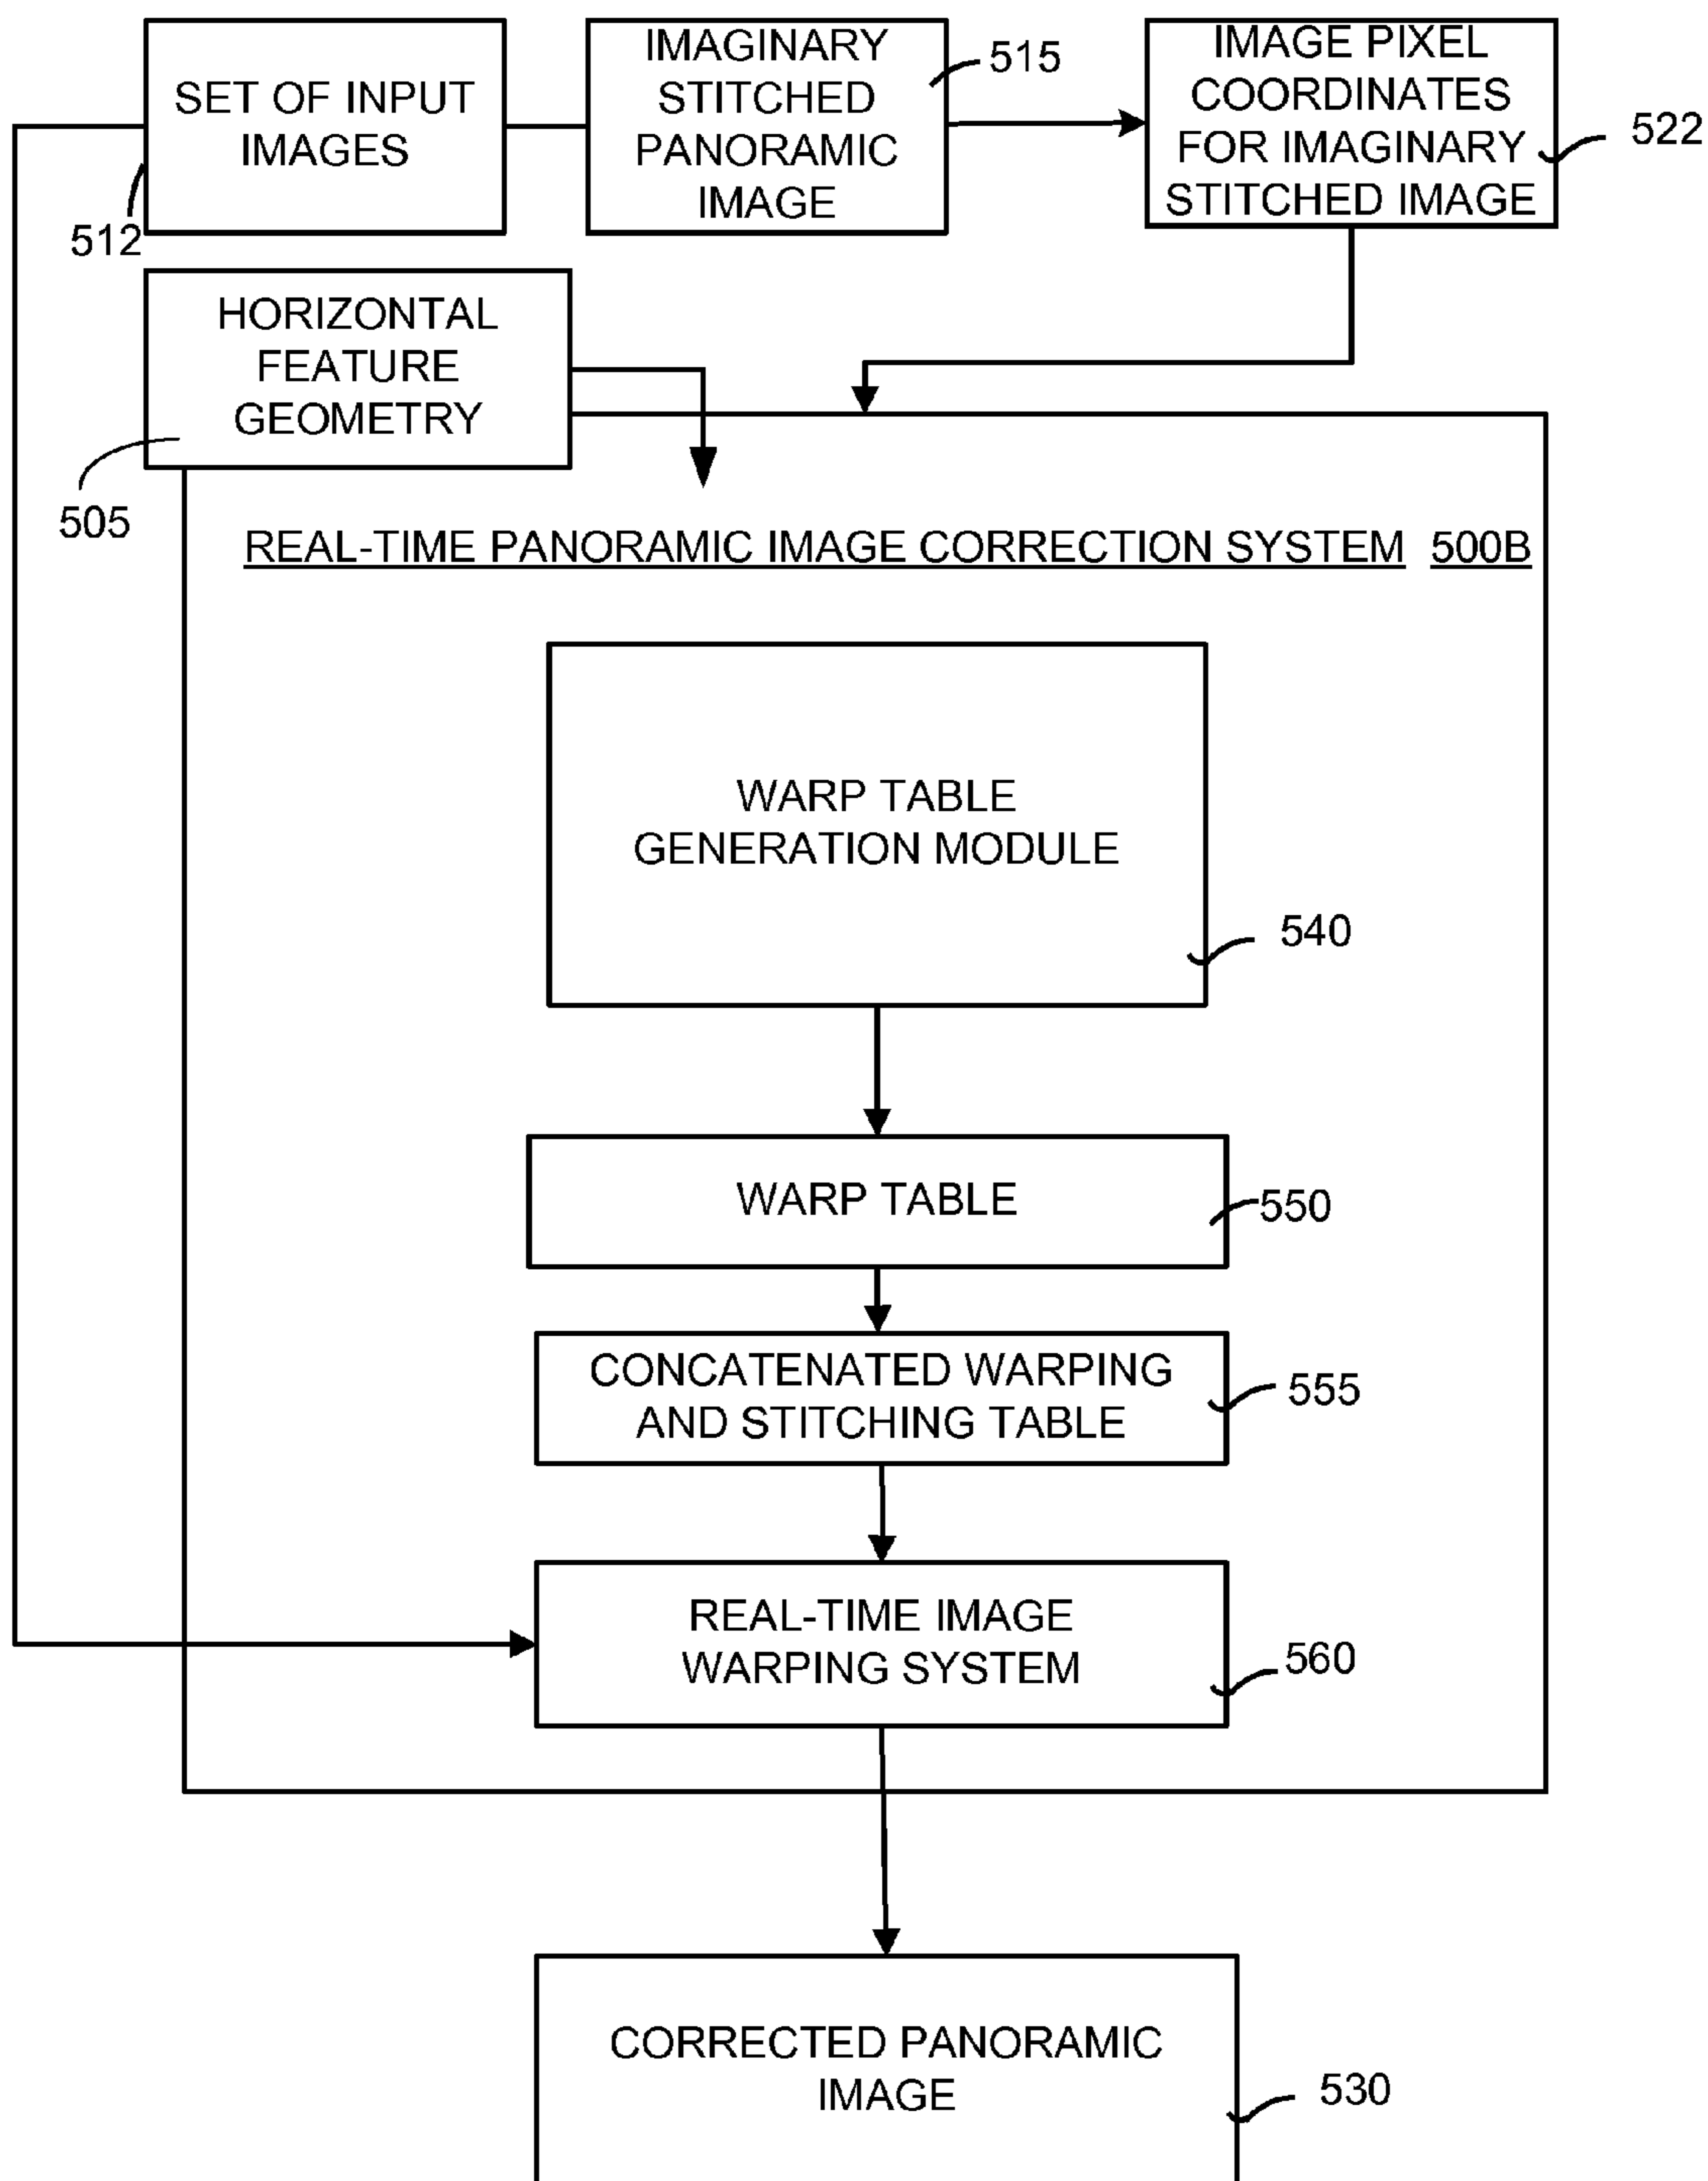 SET OF INPUT
IMAGES
512
IMAGINARY
STITCHED
PANORAMIC
IMAGE
515
IMAGE PIXEL
COORDINATES
FOR IMAGINARY
STITCHED IMAGE
522
HORIZONTAL
FEATURE
GEOMETRY
505
REAL-TIME PANORAMIC IMAGE CORRECTION SYSTEM 500B
WARP TABLE
GENERATION MODULE
540
WARP TABLE
550
CONCATENATED WARPING
AND STITCHING TABLE
555
REAL-TIME IMAGE
WARPING SYSTEM
560
CORRECTED PANORAMIC
IMAGE
530